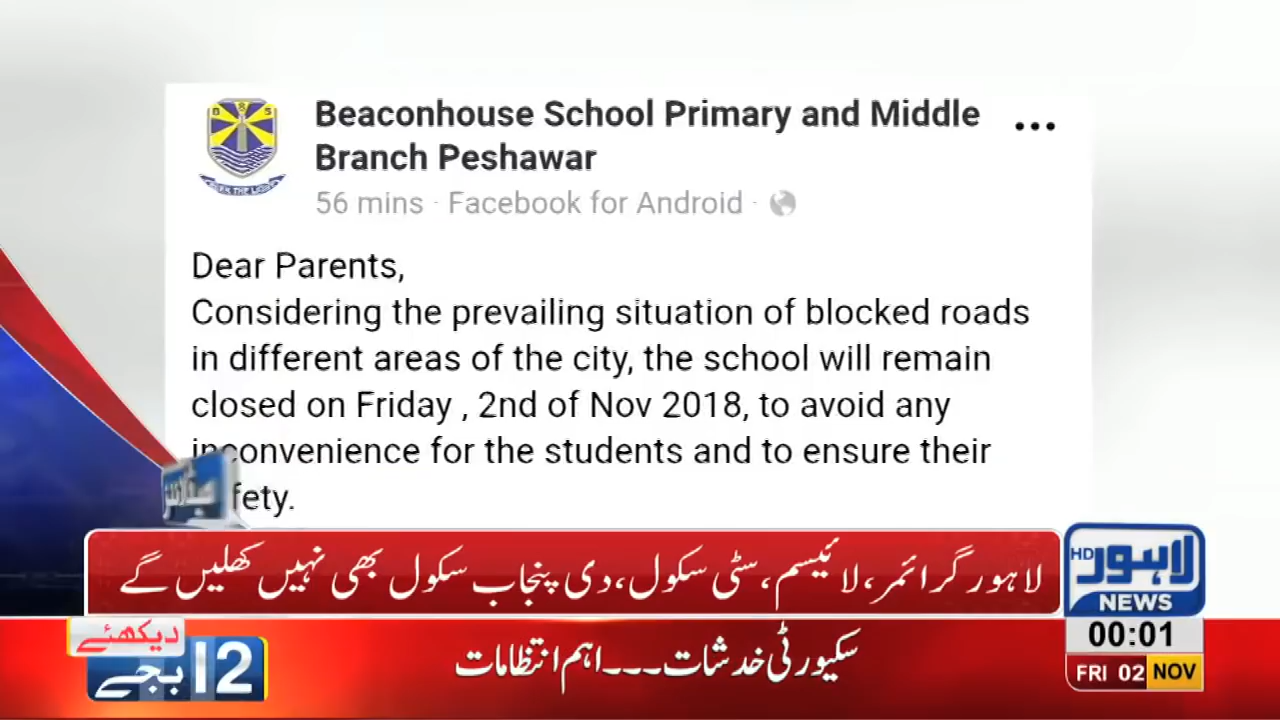 B S S
Beaconhouse School Primary and Middle
Branch Peshawar
...
56 mins · Facebook for Android ·
Dear Parents,
Considering the prevailing situation of blocked roads
in different areas of the city, the school will remain
closed on Friday , 2nd of Nov 2018, to avoid any
inconvenience for the students and to ensure their
fety.
لاہور گرائمر، لائیسم، سٹی سکول، دی پنجاب سکول بھی نہیں کھلیں گے
HD لاہور
NEWS
00:01
FRI 02 NOV
دیکھئے
12 بجے
سکیورٹی خدشات۔۔۔اہم انتظامات